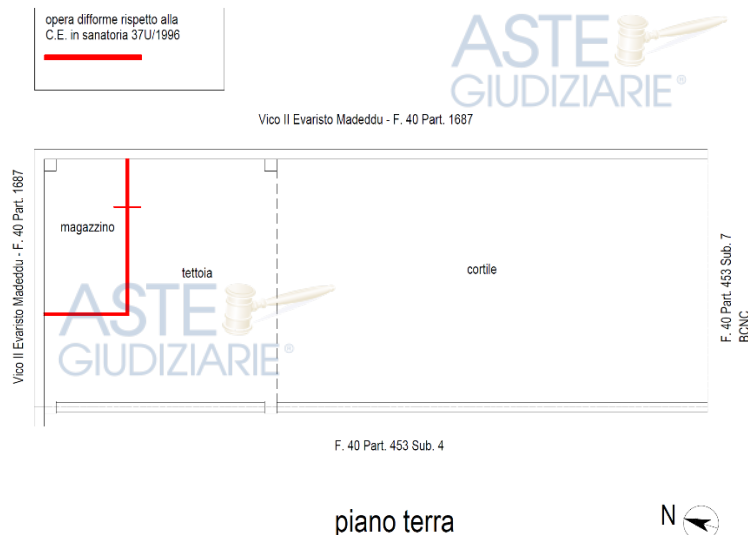 opera difforme rispetto alla
C.E. in sanatoria 37U/1996
ASTE
GIUDIZIARIE®
Vico II Evaristo Madeddu - F. 40 Part. 1687
Vico II Evaristo Madeddu - F. 40 Part. 1687
magazzino
tettoia
cortile
F. 40 Part. 453 Sub. 7
BCNC
ASTE
GIUDIZIARIE®
F. 40 Part. 453 Sub. 4
piano terra
N